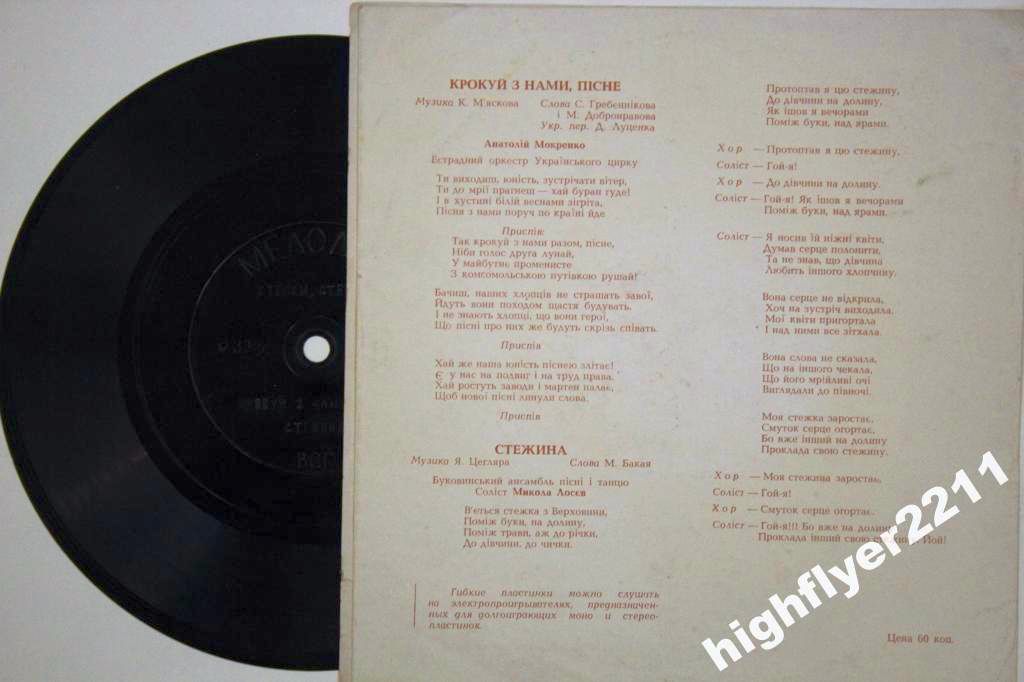 КРОКУЙ З НАМИ, ПІСНЕ
Музика К. М'яскова
Слова С. Гребеннікова
і М. Добронравова
Укр. пер. Д. Луценка
Анатолій Мокренко
Естрадний оркестр Українського цирку
Ти виходиш, юність, зустрічати вітер,
Ти до мрії прагнеш — хай буран гуде!
І в хустині білій веснами зігріта,
Пісня з нами поруч по країні йде
Приспів:
Так крокуй з нами разом, пісне,
Ніби голос друга лунай,
У майбутнє променисте
З комсомольською путівкою рушай!
Бачиш, наших хлопців не страшать завої,
Йдуть вони походом щастя будувать.
І не знають хлопці, що вони герої,
Що пісні про них же будуть скрізь співать.
Приспів
Хай же наша юність піснею злітає!
Є у нас на подвиг і на труд права.
Хай ростуть заводи і мартен палає,
Щоб нової пісні линули слова.
Приспів
СТЕЖИНА
Музика Я. Цегляра
Слова М. Бакая
Буковинський ансамбль пісні і танцю
Соліст Микола Лосєв
В'ється стежка з Верховини,
Поміж буки, на долину,
Поміж трави, аж до річки,
До дівчини, до чички.
Гибкие пластинки можно слушать
на электропроигрывателях, предназначен-
ных для долгоиграющих моно и стерео-
пластинок.
Протоптав я цю стежину,
До дівчини на долину,
Як ішов я вечорами
Поміж буки, над ярами.
Хор — Протоптав я цю стежину,
Соліст — Гой-я!
Хор — До дівчини на долину.
Соліст — Гой-я! Як ішов я вечорами
Поміж буки, над ярами.
Соліст — Я носив їй ніжні квіти,
Думав серце полонити,
Та не знав, що дівчина
Любить іншого хлопчину.
Вона серце не відкрила,
Хоч на зустріч виходила,
Мої квіти пригортала
І над ними все зітхала.
Вона слова не сказала,
Що на іншого чекала,
Що його мрійливі очі
Виглядали до півночі.
Моя стежка заростає,
Смуток серце огортає,
Бо вже інший на долину
Проклада свою стежину.
Хор — Моя стежина заростає,
Соліст — Гой-я!
Хор — Смуток серце огортає.
Соліст — Гой-я!!! Бо вже на долину
Проклада інший свою стежину. Йой!
Цена 60 коп.
highflyer2211